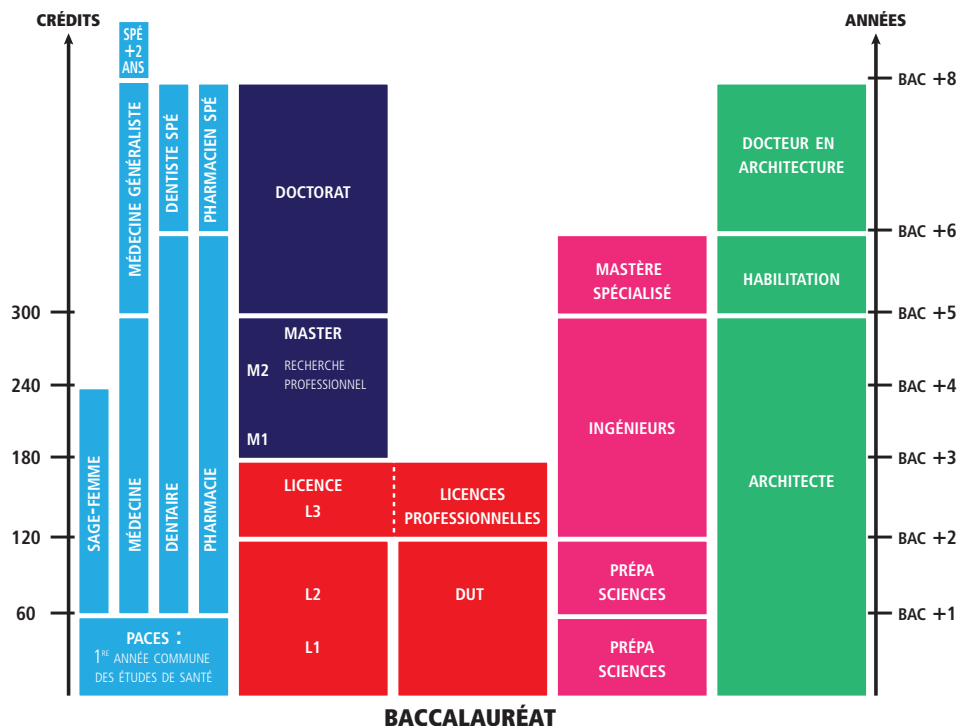 CRÉDITS
ANNÉES
SPÉ
+2
ANS
BAC +8
MÉDECINE GÉNÉRALISTE
DENTISTE SPÉ
PHARMACIEN SPÉ
DOCTORAT
DOCTEUR EN
ARCHITECTURE
BAC +6
MASTÈRE
SPÉCIALISÉ
HABILITATION
300
BAC +5
MASTER
M2 RECHERCHE
PROFESSIONNEL
M1
240
BAC +4
INGÉNIEURS
180
BAC +3
SAGE-FEMME
MÉDECINE
DENTAIRE
PHARMACIE
LICENCE
L3
LICENCES
PROFESSIONNELLES
ARCHITECTE
120
BAC +2
L2
DUT
PRÉPA
SCIENCES
60
BAC +1
PACES :
1RE ANNÉE COMMUNE
DES ÉTUDES DE SANTÉ
L1
PRÉPA
SCIENCES
BACCALAURÉAT